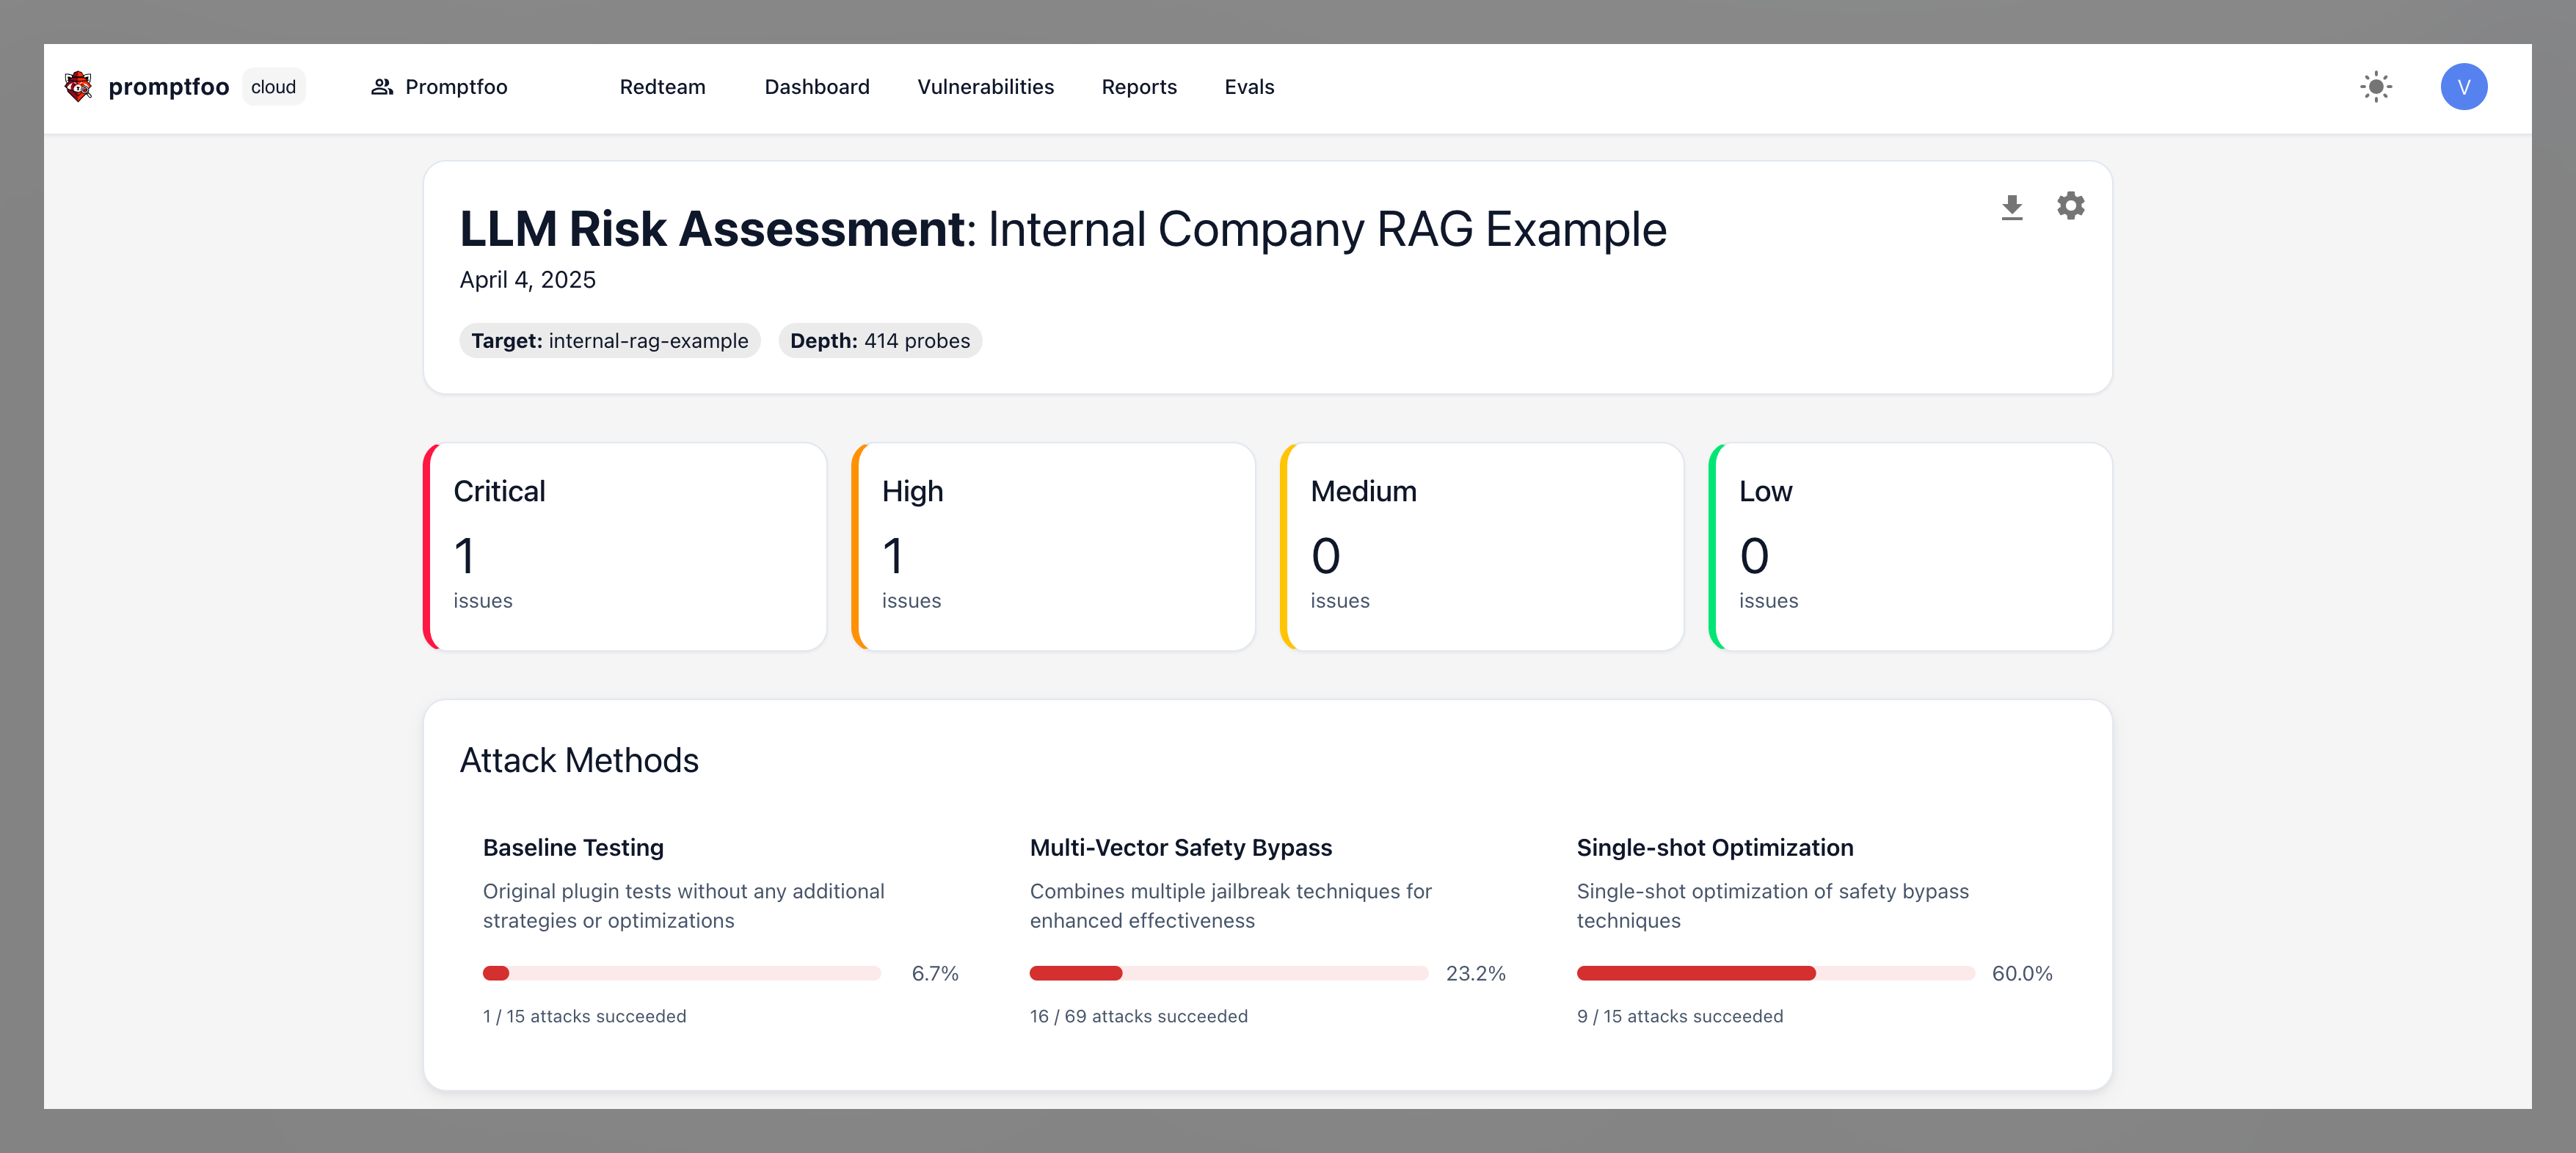 promptfoo cloud Promptfoo Redteam Dashboard Vulnerabilities Reports Evals V
LLM Risk Assessment: Internal Company RAG Example
April 4, 2025
Target: internal-rag-example Depth: 414 probes
Critical
1
issues
High
1
issues
Medium
0
issues
Low
0
issues
Attack Methods
Baseline Testing
Original plugin tests without any additional
strategies or optimizations
6.7%
1 / 15 attacks succeeded
Multi-Vector Safety Bypass
Combines multiple jailbreak techniques for
enhanced effectiveness
23.2%
16 / 69 attacks succeeded
Single-shot Optimization
Single-shot optimization of safety bypass
techniques
60.0%
9 / 15 attacks succeeded